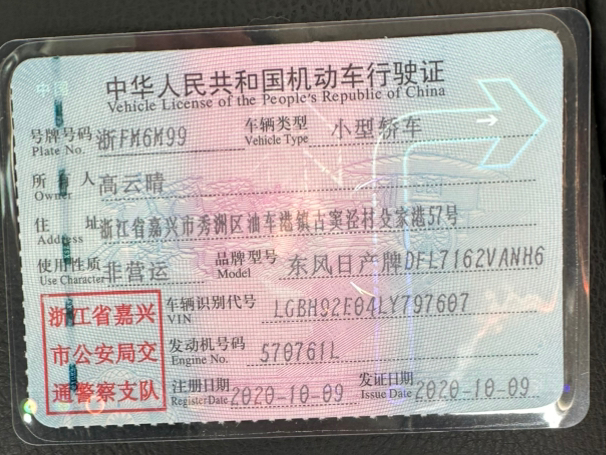 中国
中华人民共和国机动车行驶证
Vehicle License of the People's Republic of China
号牌号码 Plate No. 浙FM6M99 车辆类型 Vehicle Type 小型轿车
所有人 Owner 高云晴
住址 Address 浙江省嘉兴市秀洲区油车港镇古窦泾村殳家港57号
使用性质 Use Character 非营运 品牌型号 Model 东风日产牌DFL7162VANH6
浙江省嘉兴
市公安局交
通警察支队
车辆识别代号 VIN LGBH92E04LY797607
发动机号码 Engine No. 570761L
注册日期 Register Date 2020-10-09 发证日期 Issue Date 2020-10-09